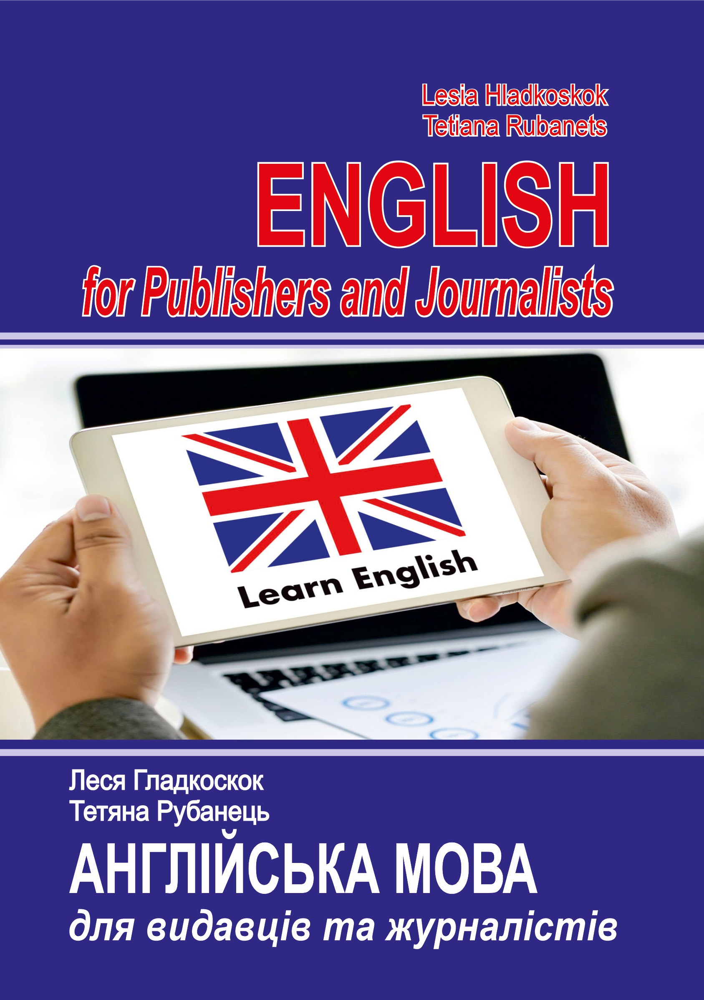 Lesia Hladkoskok
Tetiana Rubanets
ENGLISH
for Publishers and Journalists
Learn English
Леся Гладкоскок
Тетяна Рубанець
АНГЛІЙСЬКА МОВА
для видавців та журналістів